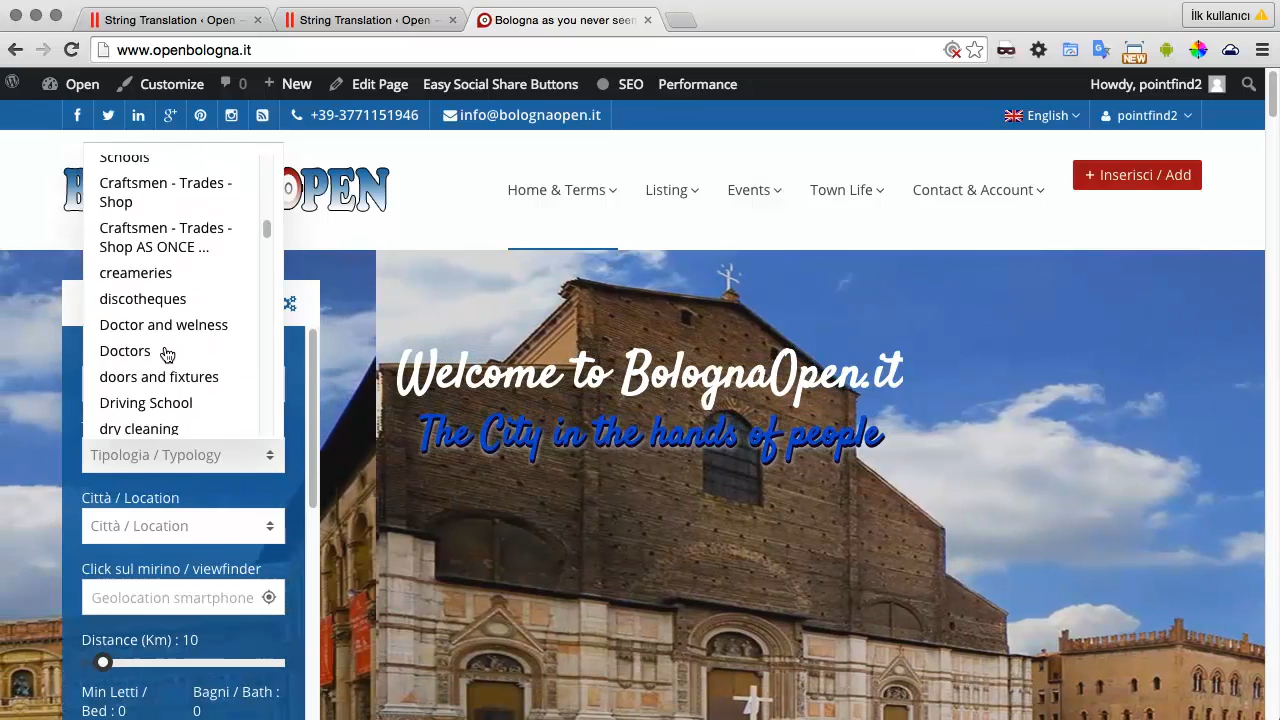 String Translation ‹ Open -
String Translation ‹ Open -
Bologna as you never seen
İlk kullanıcı
www.openbologna.it
NEW
Open
Customize
0
+ New
Edit Page
Easy Social Share Buttons
SEO
Performance
Howdy, pointfind2
+39-3771151946
info@bolognaopen.it
English
pointfind2
OPEN
Home & Terms
Listing
Events
Town Life
Contact & Account
+ Inserisci / Add
Schools
Craftsmen - Trades -
Shop
Craftsmen - Trades -
Shop AS ONCE ...
creameries
discotheques
Doctor and welness
Doctors
doors and fixtures
Driving School
dry cleaning
Tipologia / Typology
Città / Location
Città / Location
Click sul mirino / viewfinder
Geolocation smartphone
Distance (Km) : 10
Min Letti /
Bed : 0
Bagni / Bath :
0
Welcome to BolognaOpen.it
The City in the hands of people